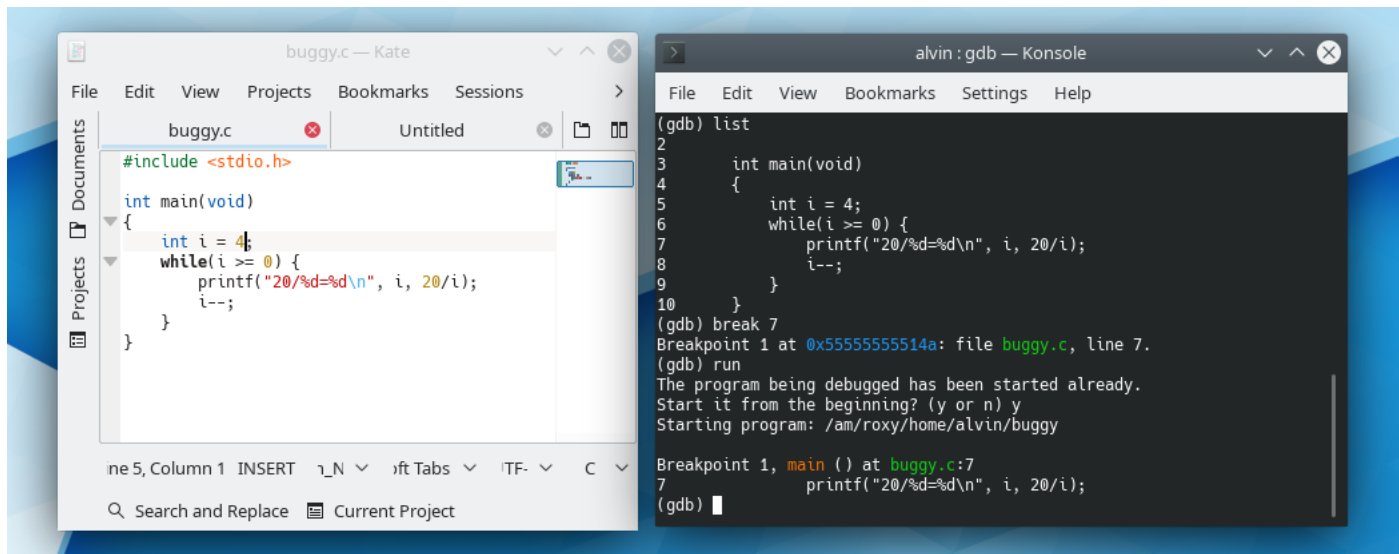 buggy.c — Kate
File Edit View Projects Bookmarks Sessions
buggy.c Untitled
Documents
Projects
#include <stdio.h>
int main(void)
{
    int i = 4;
    while(i >= 0) {
        printf("20/%d=%d\n", i, 20/i);
        i--;
    }
}
ine 5, Column 1 INSERT ı_N oft Tabs TF- C
Search and Replace Current Project
alvin : gdb — Konsole
File Edit View Bookmarks Settings Help
(gdb) list
2
3       int main(void)
4       {
5           int i = 4;
6           while(i >= 0) {
7               printf("20/%d=%d\n", i, 20/i);
8               i--;
9           }
10      }
(gdb) break 7
Breakpoint 1 at 0x55555555514a: file buggy.c, line 7.
(gdb) run
The program being debugged has been started already.
Start it from the beginning? (y or n) y
Starting program: /am/roxy/home/alvin/buggy
Breakpoint 1, main () at buggy.c:7
7               printf("20/%d=%d\n", i, 20/i);
(gdb)